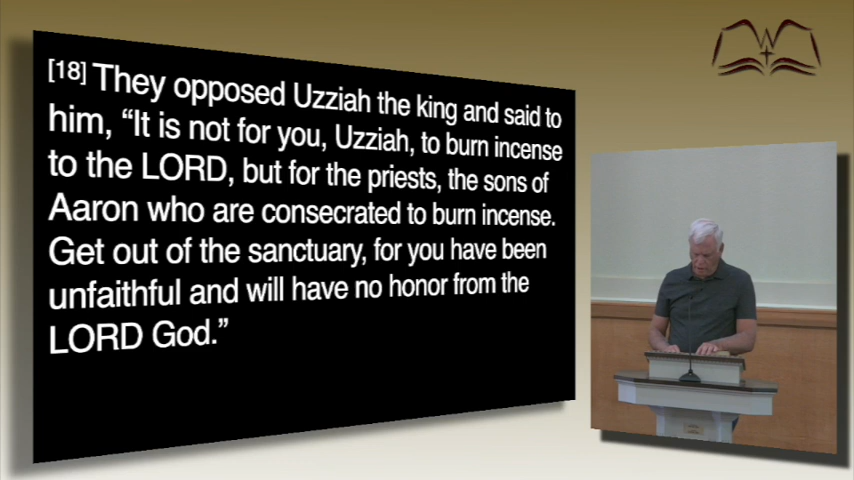 [18] They opposed Uzziah the king and said to
him, “It is not for you, Uzziah, to burn incense
to the LORD, but for the priests, the sons of
Aaron who are consecrated to burn incense.
Get out of the sanctuary, for you have been
unfaithful and will have no honor from the
LORD God.”